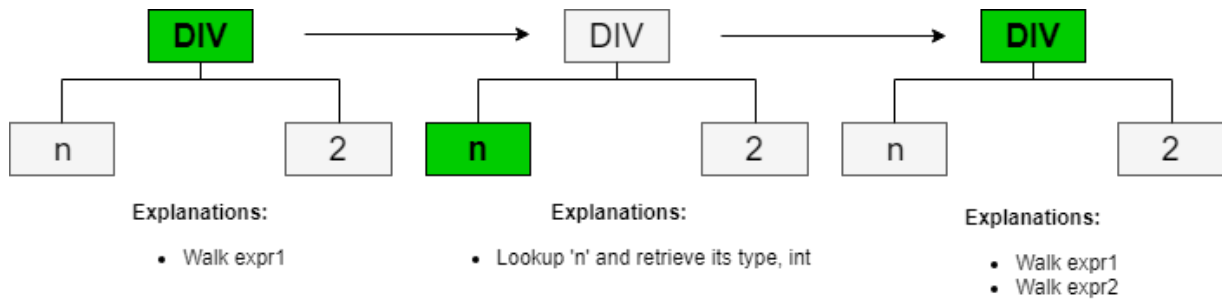 DIV
n
2
Explanations:
• Walk expr1
DIV
n
2
Explanations:
• Lookup 'n' and retrieve its type, int
DIV
n
2
Explanations:
• Walk expr1
• Walk expr2